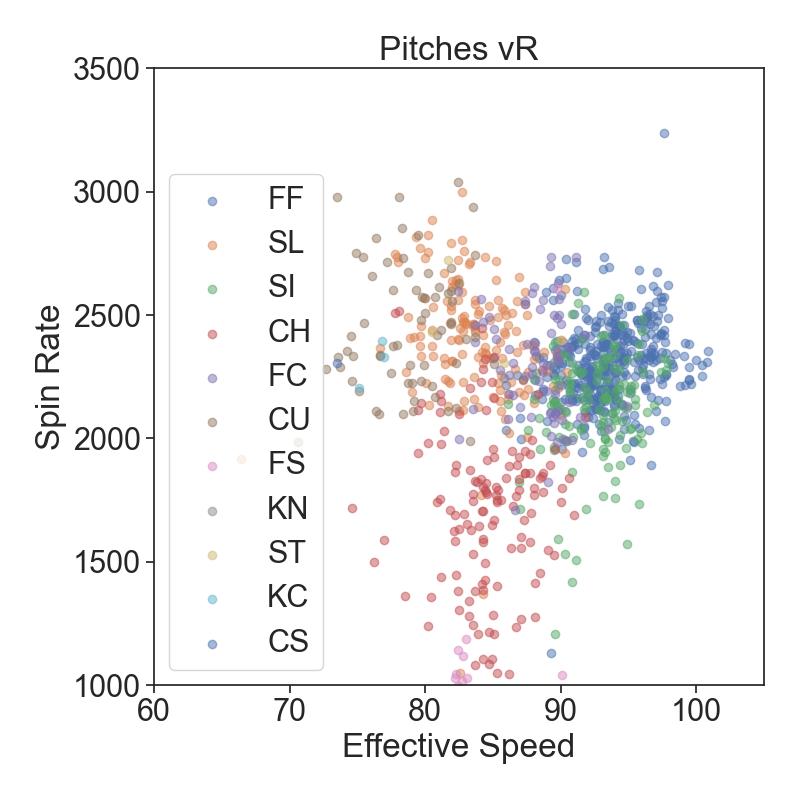 Pitches vR
3500
3000
2500
2000
1500
1000
Spin Rate
FF
SL
SI
CH
FC
CU
FS
KN
ST
KC
CS
60
70
80
90
100
Effective Speed